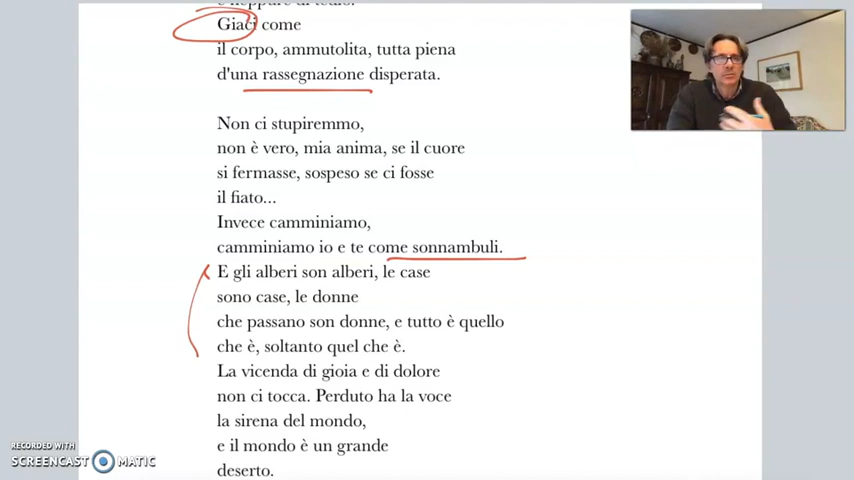 è neppure di tedio.
Giaci come
il corpo, ammutolita, tutta piena
d'una rassegnazione disperata.
Non ci stupiremmo,
non è vero, mia anima, se il cuore
si fermasse, sospeso se ci fosse
il fiato...
Invece camminiamo,
camminiamo io e te come sonnambuli.
E gli alberi son alberi, le case
sono case, le donne
che passano son donne, e tutto è quello
che è, soltanto quel che è.
La vicenda di gioia e di dolore
non ci tocca. Perduto ha la voce
la sirena del mondo,
e il mondo è un grande
deserto.
RECORDED WITH
SCREENCAST MATIC